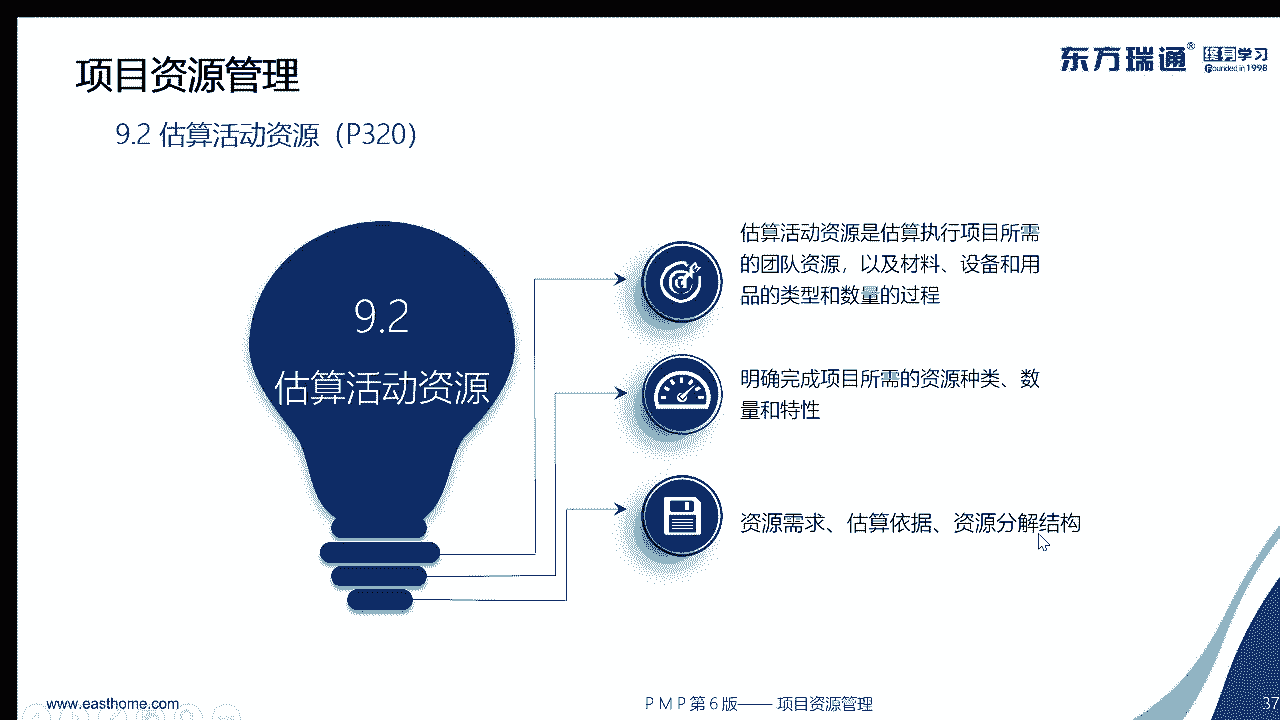 东方瑞通®
终身学习
Founded in 1998
项目资源管理
9.2 估算活动资源（P320）
9.2
估算活动资源
估算活动资源是估算执行项目所需
的团队资源，以及材料、设备和用
品的类型和数量的过程
明确完成项目所需的资源种类、数
量和特性
资源需求、估算依据、资源分解结构
www.easthome.com
PMP第6版—— 项目资源管理
37